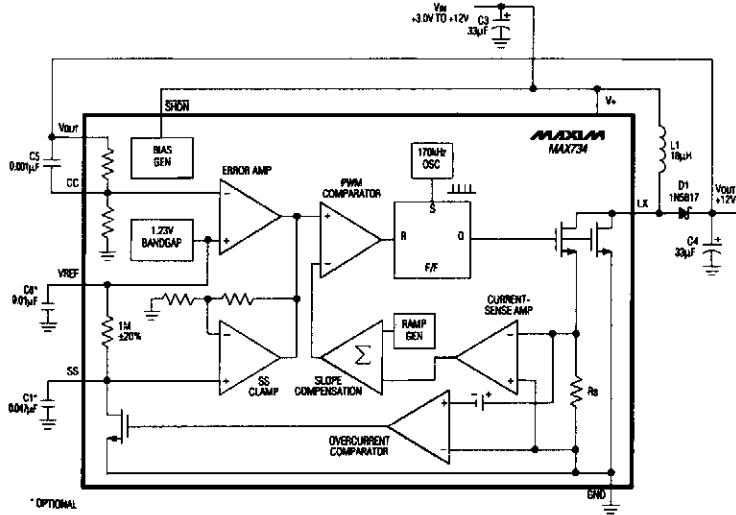 VIN
+3.0V TO +12V
C3
33µF
+
SHDN
V+
VOUT
C5
0.001µF
CC
BIAS
GEN
ERROR AMP
PWM
COMPARATOR
170kHz
OSC
MAXIM
MAX734
L1
18µH
D1
1N5817
VOUT
+12V
LX
+
C4
33µF
1.23V
BANDGAP
-
+
+
-
R
S
Q
F/F
VREF
C6*
0.01µF
1M
±20%
SS
C1*
0.047µF
-
+
SS
CLAMP
Σ
SLOPE
COMPENSATION
RAMP
GEN
CURRENT-
SENSE AMP
-
+
RS
- +
+
-
OVERCURRENT
COMPARATOR
GND
* OPTIONAL